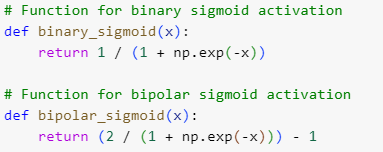 # Function for binary sigmoid activation
def binary_sigmoid(x):
    return 1 / (1 + np.exp(-x))

# Function for bipolar sigmoid activation
def bipolar_sigmoid(x):
    return (2 / (1 + np.exp(-x))) - 1